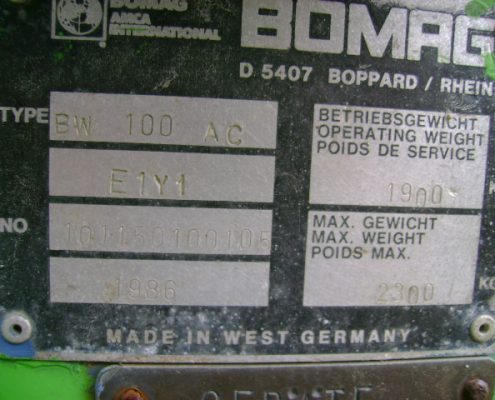 BOMAG
AMCA
INTERNATIONAL
BOMAG
D 5407 BOPPARD / RHEIN
TYPE BW 100 AC
E1Y1
NO
1986
BETRIEBSGEWICHT
OPERATING WEIGHT
POIDS DE SERVICE
1900
MAX. GEWICHT
MAX. WEIGHT
POIDS MAX.
2300
MADE IN WEST GERMANY